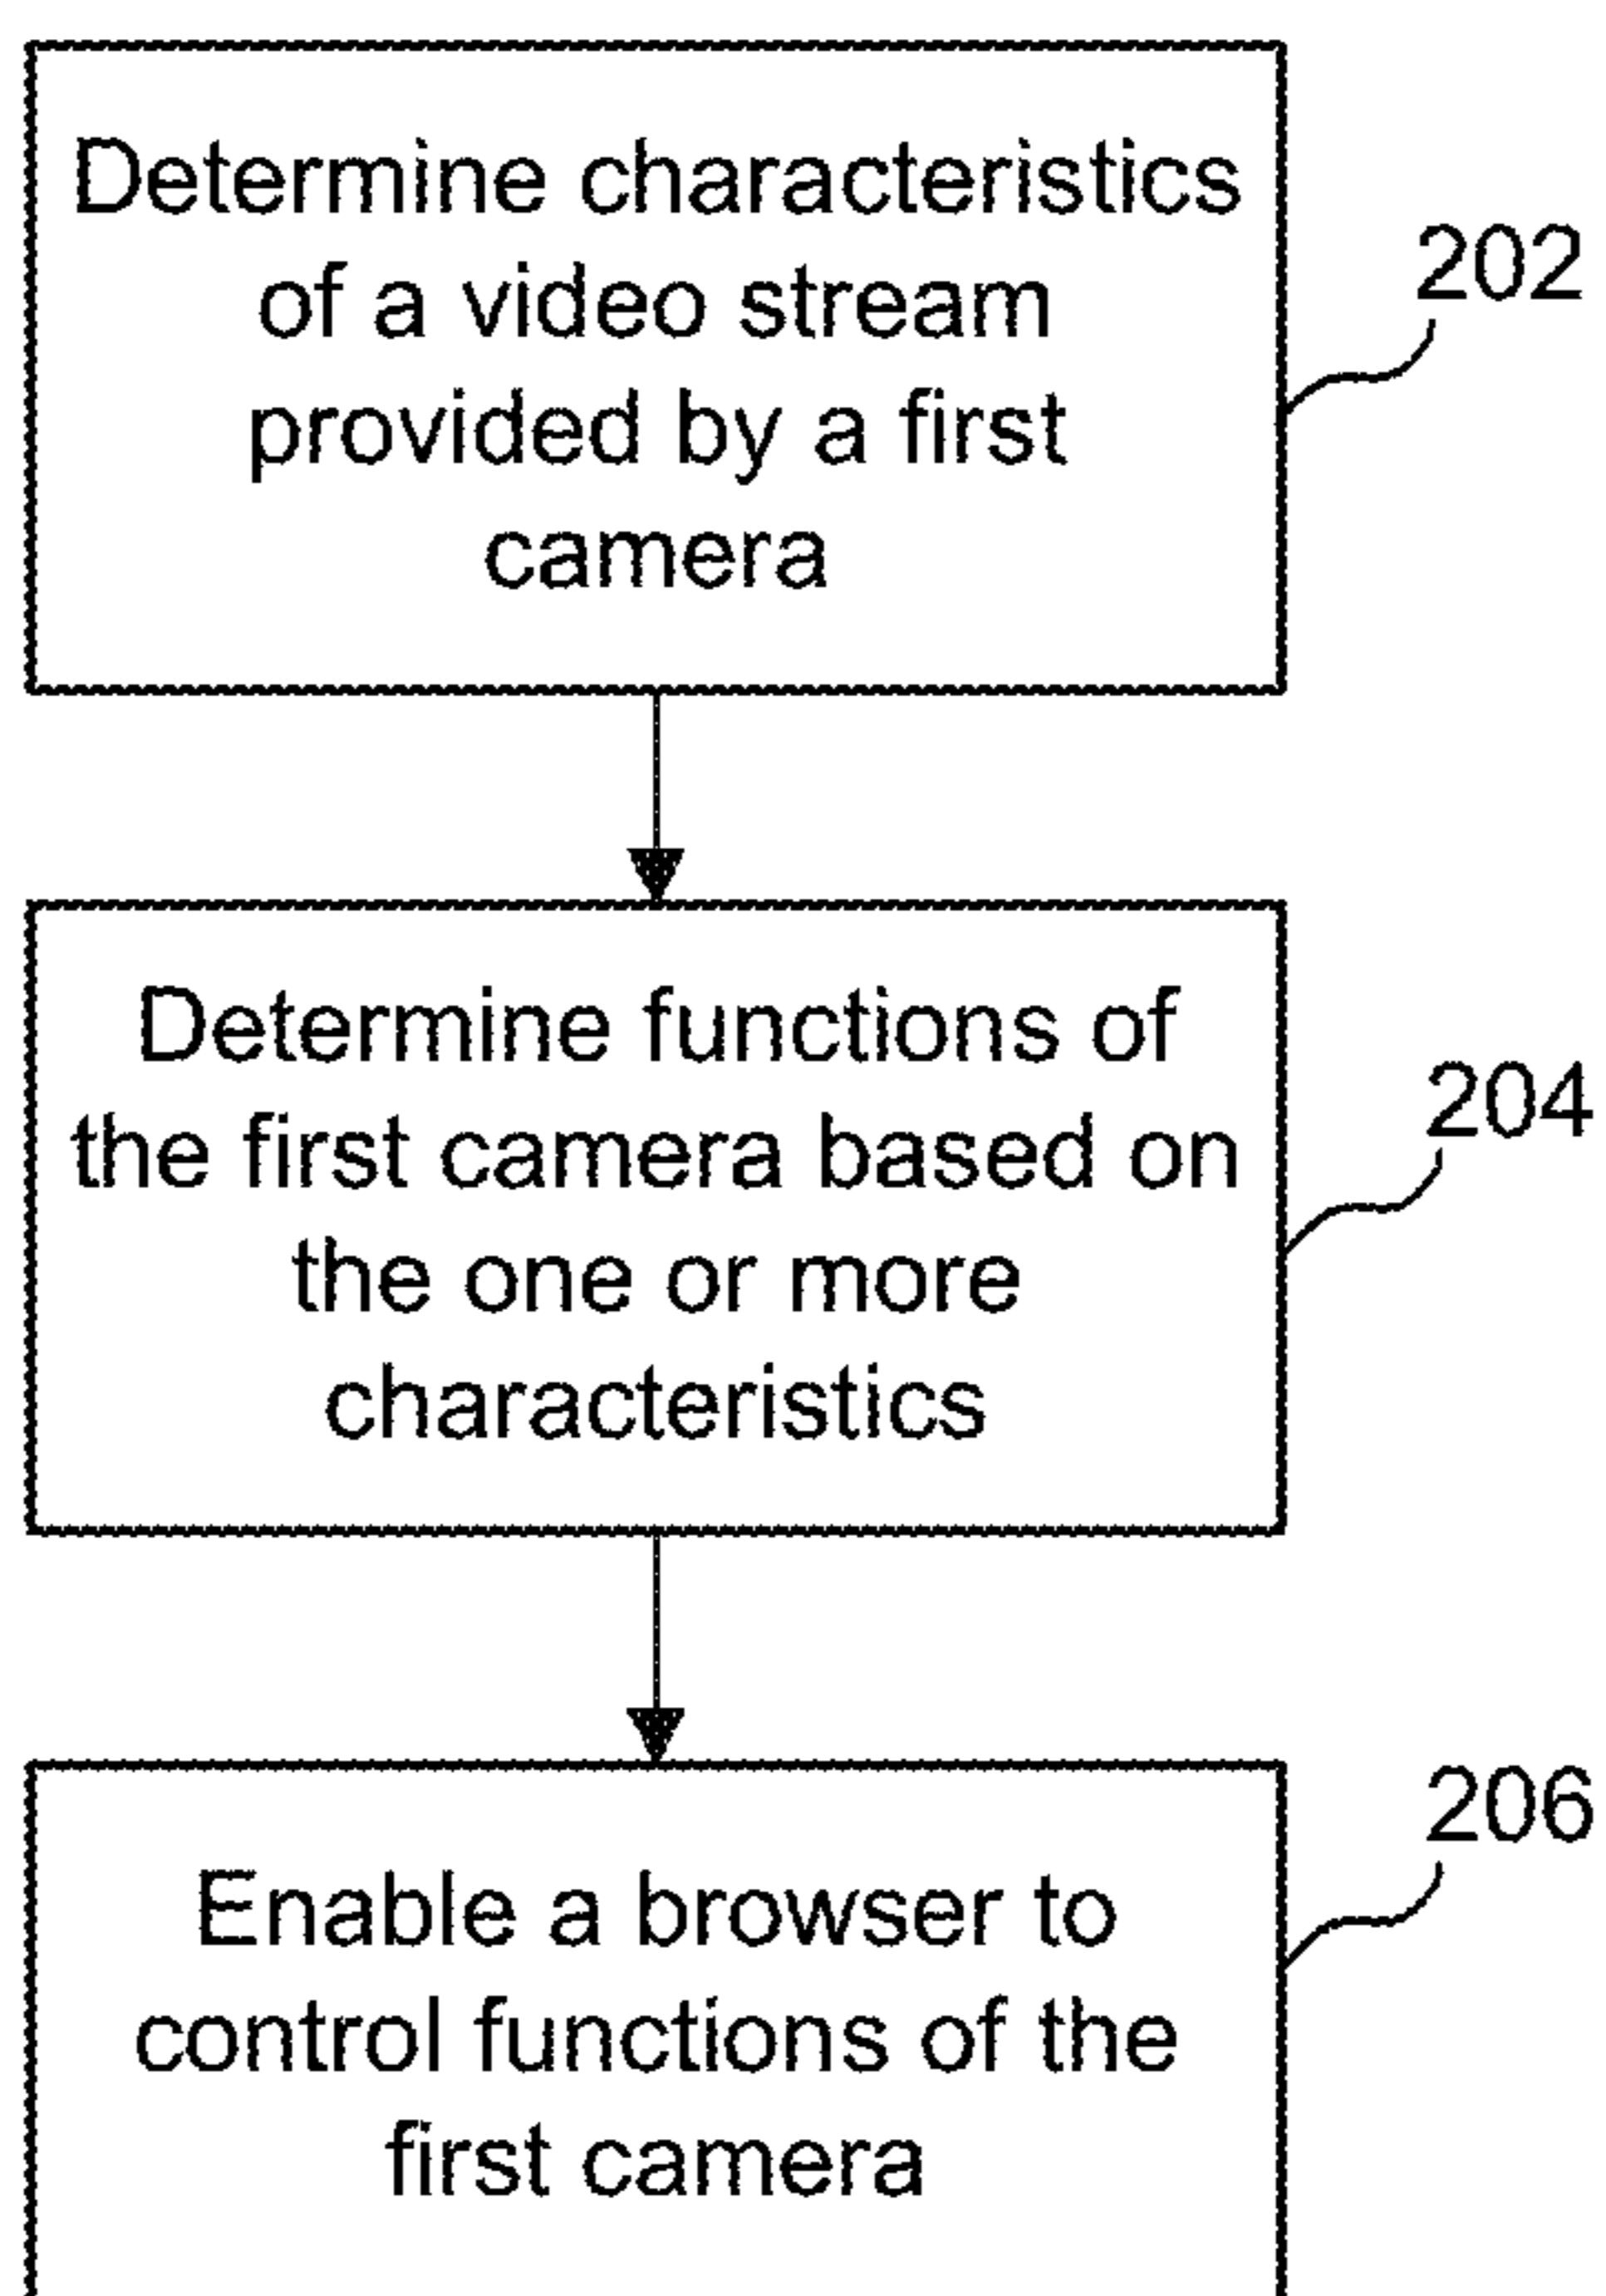 Determine characteristics
of a video stream
provided by a first
camera
202
Determine functions of
the first camera based on
the one or more
characteristics
204
Enable a browser to
control functions of the
first camera
206